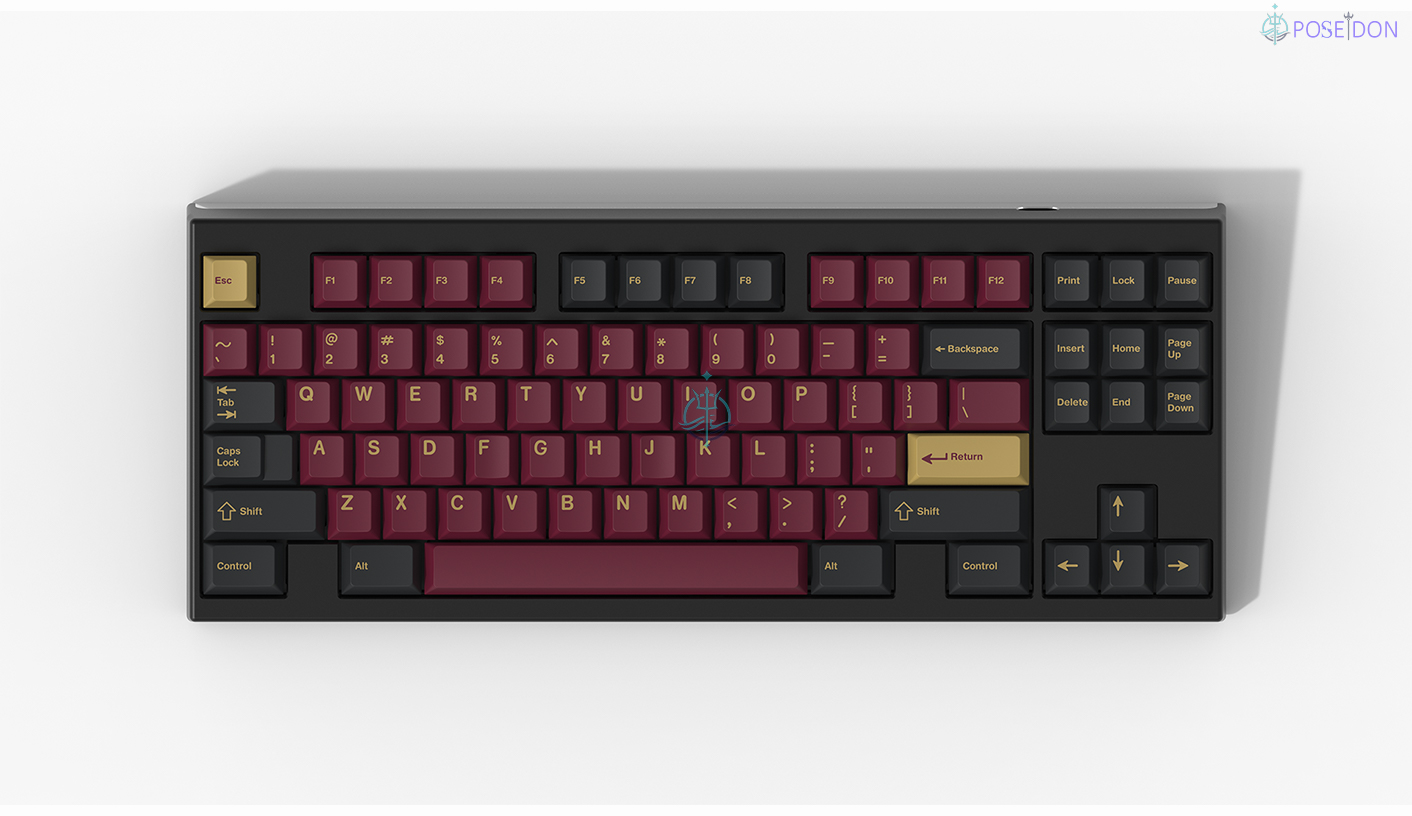 POSEIDON
Esc F1 F2 F3 F4 F5 F6 F7 F8 F9 F10 F11 F12 Print Lock Pause
~ ! @ # $ % ^ & * ( ) — +
` 1 2 3 4 5 6 7 8 9 0 - = ← Backspace Insert Home Page Up
Tab Q W E R T Y U I O P { } |
[ ] \ Delete End Page Down
Caps Lock A S D F G H J K L : "
; ' Return
Shift Z X C V B N M < > ?
, . / Shift ↑
Control Alt Alt Control ← ↓ →